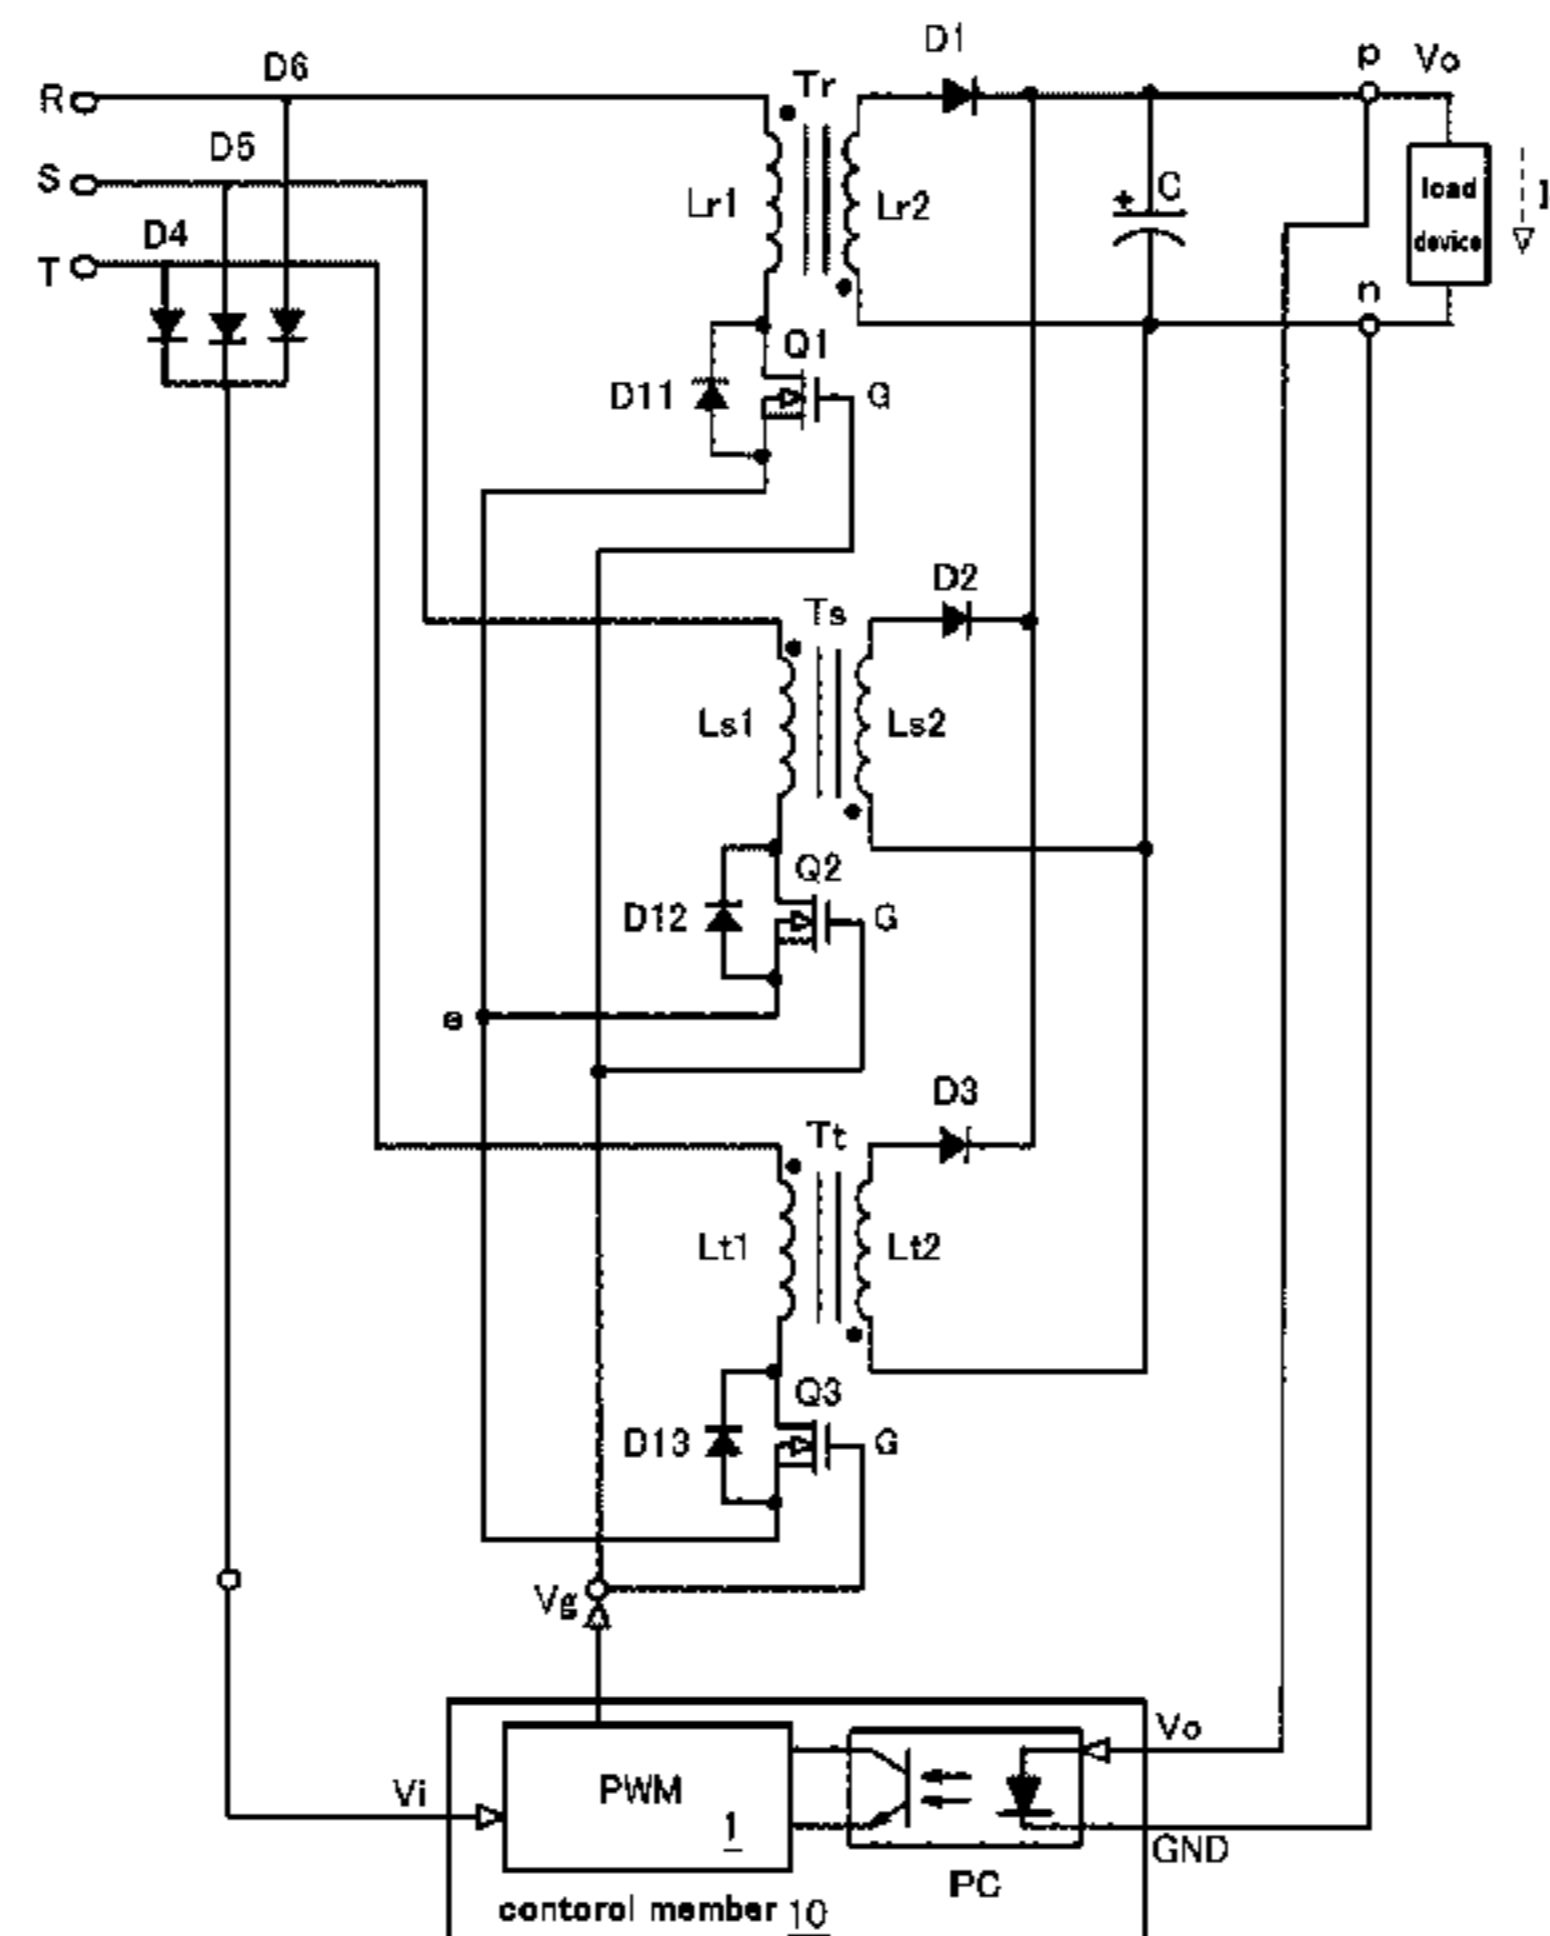 D1
p Vo
D6
Tr
R
D5
S
Lr1
Lr2
C
load
device
I
D4
T
n
Q1
D11
G
D2
Ts
Ls1
Ls2
Q2
D12
G
e
D3
Tt
Lt1
Lt2
Q3
D13
G
Vg
Vo
Vi
PWM
1
GND
PC
contorol member 10